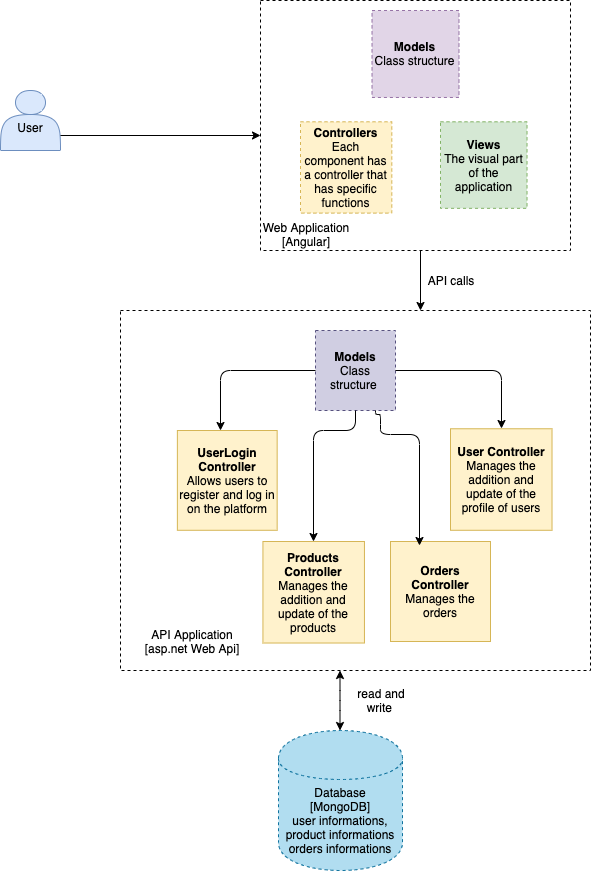 Models
Class structure
User
Controllers
Each
component has
a controller that
has specific
functions
Views
The visual part
of the
application
Web Application
[Angular]
API calls
Models
Class
structure
UserLogin
Controller
Allows users to
register and log in
on the platform
User Controller
Manages the
addition and
update of the
profile of users
Products
Controller
Manages the
addition and
update of the
products
Orders
Controller
Manages the
orders
API Application
[asp.net Web Api]
read and
write
Database
[MongoDB]
user informations,
product informations
orders informations